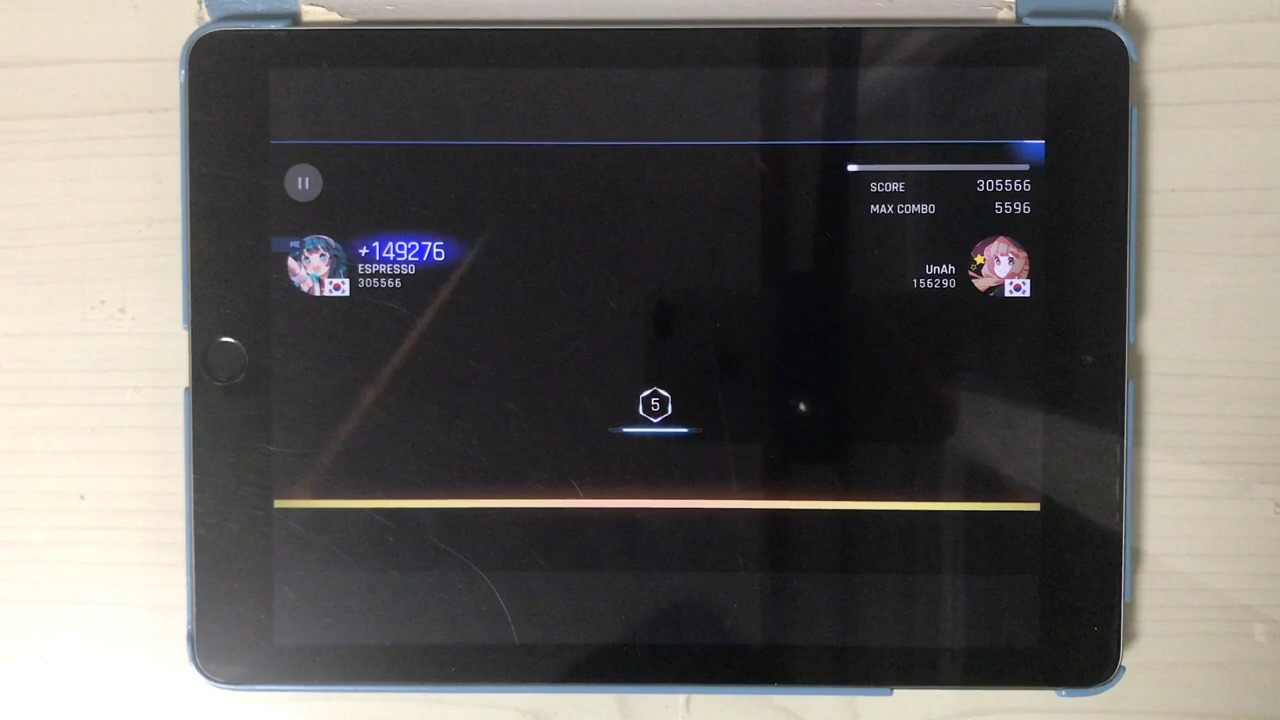 SCORE 305566
MAX COMBO 5596
ME +149276
ESPRESSO
305566
UnAh
156290
5